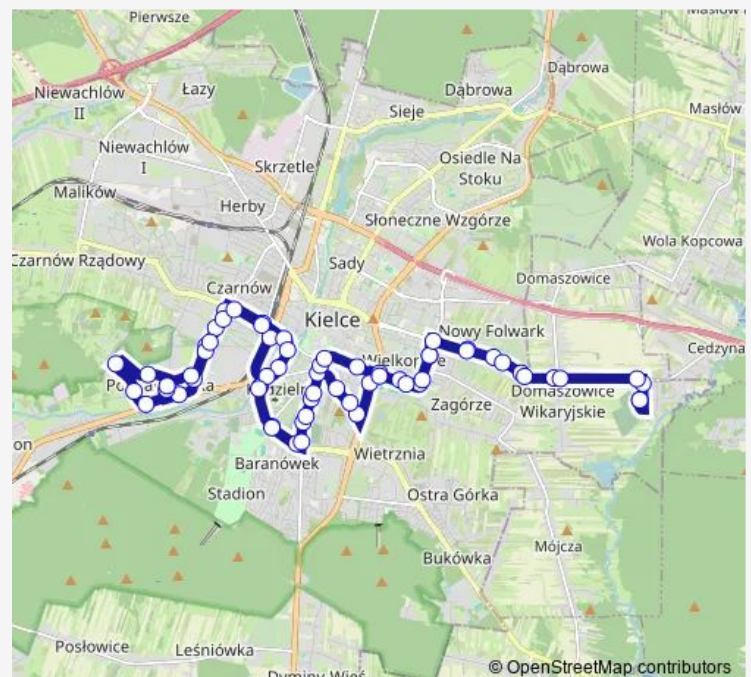 Pierwsze
Niewachlów
II
Łazy
Dąbrowa
Dąbrowa
Sieje
Masłów
Niewachlów
I
Skrzetle
Osiedle Na
Stoku
Malików
Herby
Słoneczne Wzgórze
Wola Kopcowa
Czarnów Rządowy
Sady
Domaszowice
Czarnów
Kielce
Nowy Folwark
Cedzyna
Domaszowice
Wikaryjskie
Zagórze
Baranówek
Wietrznia
Stadion
Ostra Górka
Mójcza
Bukówka
Posłowice
Leśniówka
Dyminy Wieś
© OpenStreetMap contributors